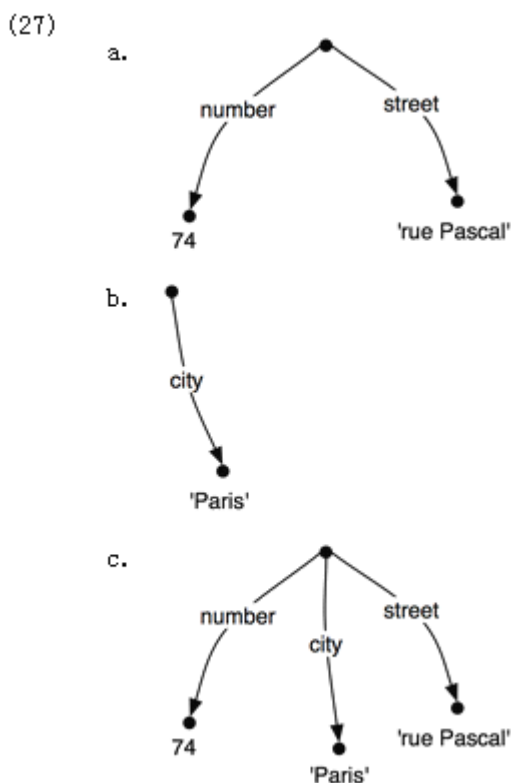 (27)
a.
number
street
74
'rue Pascal'
b.
city
'Paris'
c.
number
street
city
74
'rue Pascal'
'Paris'